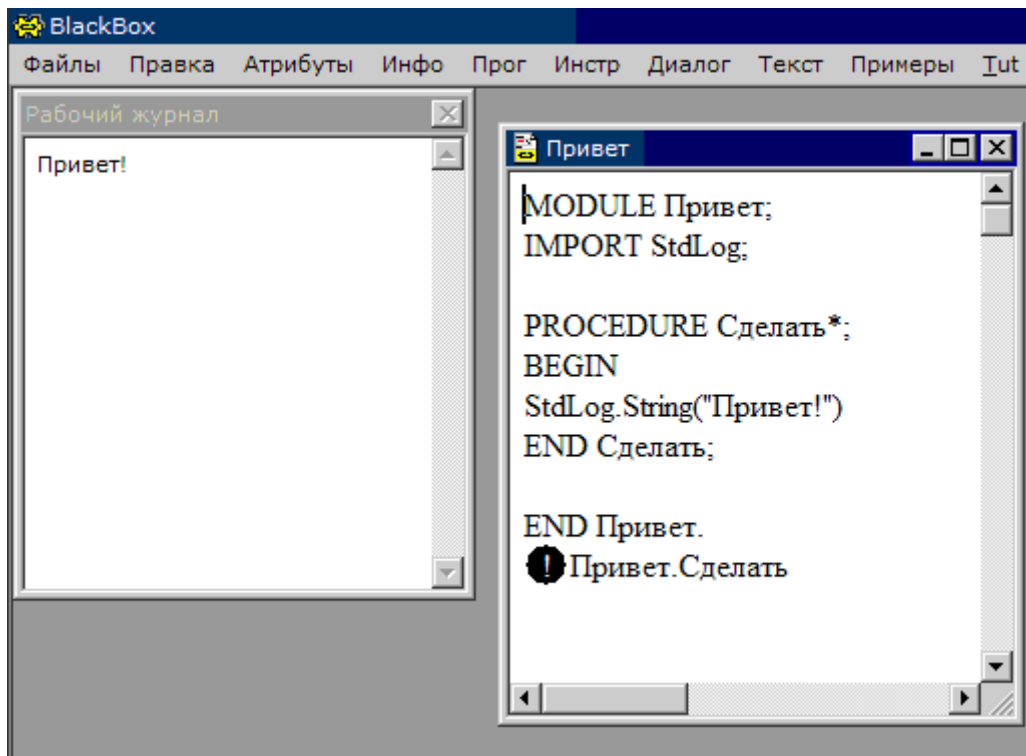 BlackBox
Файлы Правка Атрибуты Инфо Прог Инстр Диалог Текст Примеры Tut
Рабочий журнал
Привет!
Привет
MODULE Привет;
IMPORT StdLog;
PROCEDURE Сделать*;
BEGIN
StdLog.String("Привет!")
END Сделать;
END Привет.
! Привет.Сделать